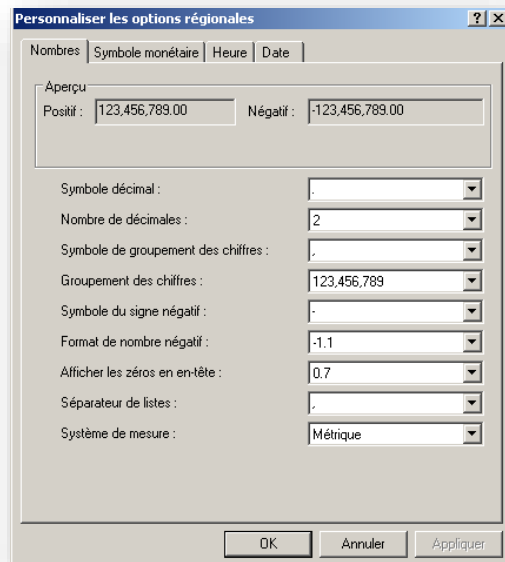 Personnaliser les options régionales
Nombres Symbole monétaire Heure Date
Aperçu
Positif : 123,456,789.00 Négatif : -123,456,789.00
Symbole décimal : .
Nombre de décimales : 2
Symbole de groupement des chiffres : ,
Groupement des chiffres : 123,456,789
Symbole du signe négatif : -
Format de nombre négatif : -1.1
Afficher les zéros en en-tête : 0.7
Séparateur de listes : ,
Système de mesure : Métrique
OK Annuler Appliquer